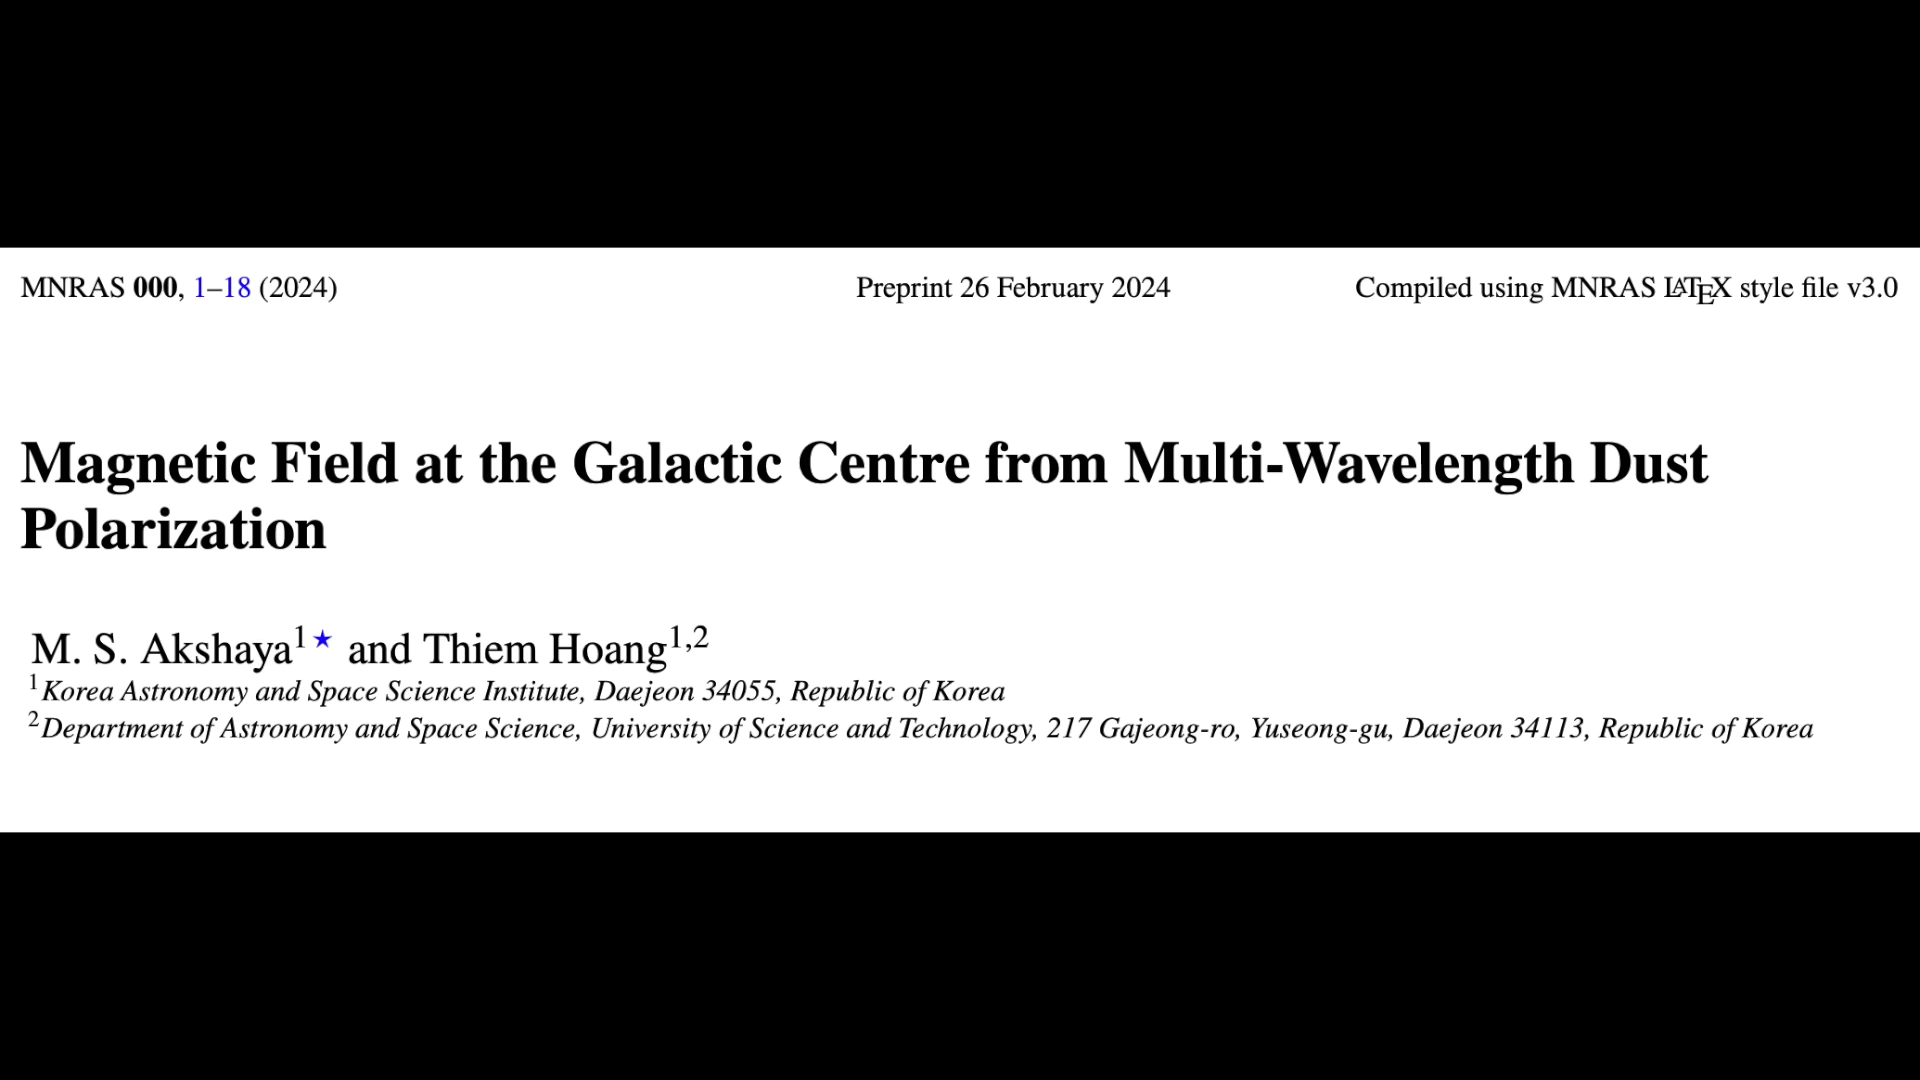 MNRAS 000, 1–18 (2024) Preprint 26 February 2024 Compiled using MNRAS LATEX style file v3.0
Magnetic Field at the Galactic Centre from Multi-Wavelength Dust
Polarization
M. S. Akshaya1★ and Thiem Hoang1,2
1Korea Astronomy and Space Science Institute, Daejeon 34055, Republic of Korea
2Department of Astronomy and Space Science, University of Science and Technology, 217 Gajeong-ro, Yuseong-gu, Daejeon 34113, Republic of Korea